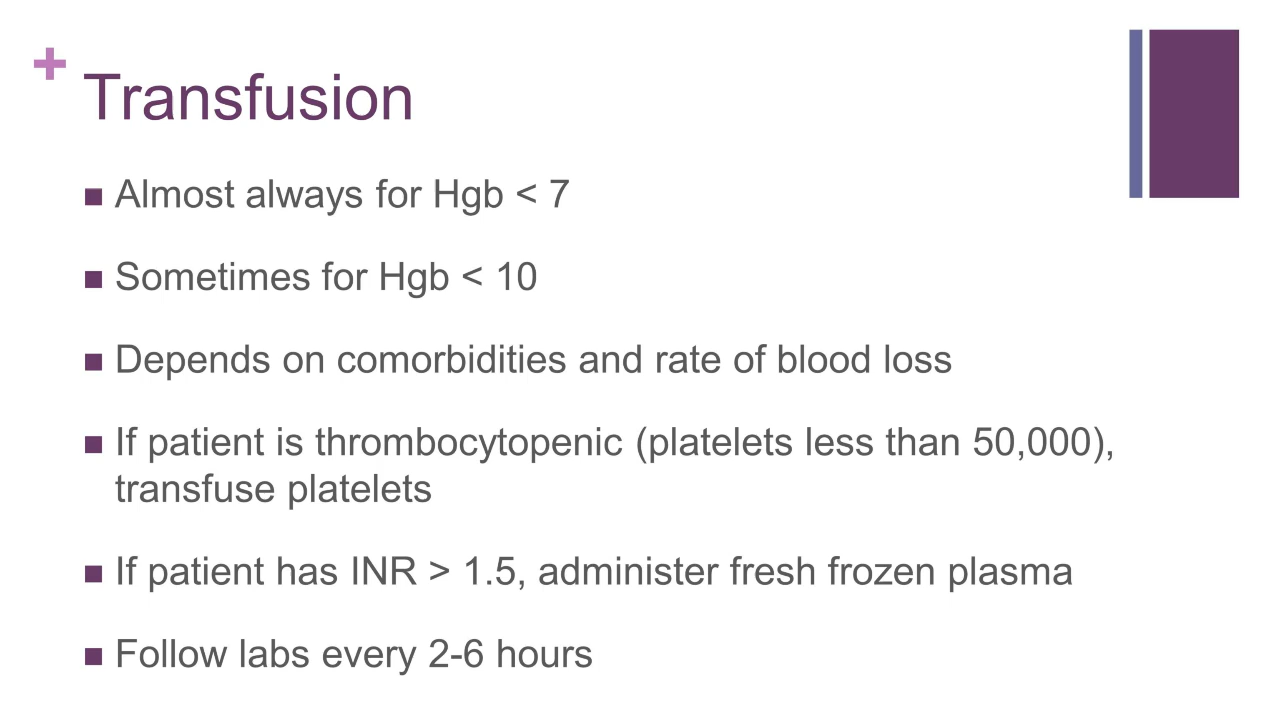 +
Transfusion
Almost always for Hgb < 7
Sometimes for Hgb < 10
Depends on comorbidities and rate of blood loss
If patient is thrombocytopenic (platelets less than 50,000),
transfuse platelets
If patient has INR > 1.5, administer fresh frozen plasma
Follow labs every 2-6 hours